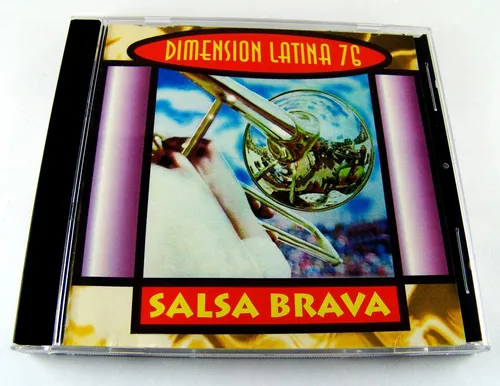 DIMENSION LATINA 76
SALSA BRAVA